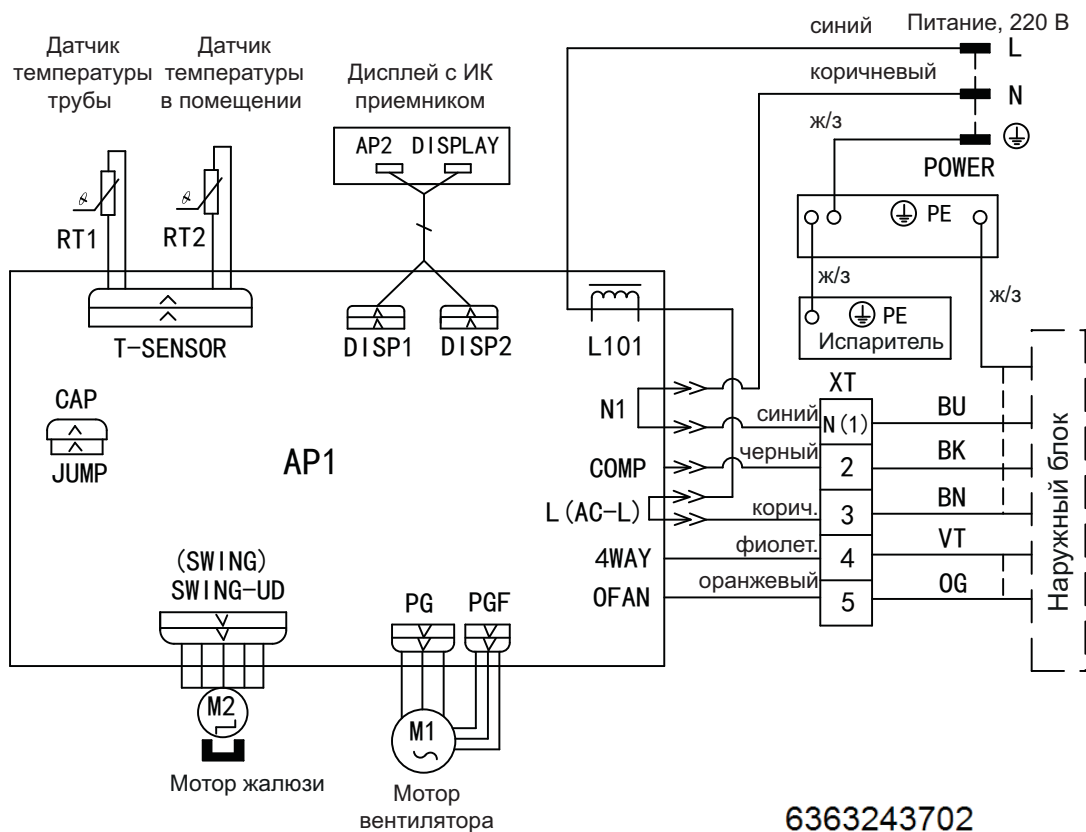 синий
Питание, 220 В
L
коричневый
N
ж/з
POWER
Датчик
температуры
трубы
Датчик
температуры
в помещении
Дисплей с ИК
приемником
AP2 DISPLAY
RT1
RT2
PE
ж/з
ж/з
PE
Испаритель
T-SENSOR
DISP1
DISP2
L101
CAP
JUMP
AP1
N1
COMP
L(AC-L)
4WAY
OFAN
синий
черный
корич.
фиолет.
оранжевый
XT
N(1)
2
3
4
5
BU
BK
BN
VT
OG
Наружный блок
(SWING)
SWING-UD
PG
PGF
M2
M1
Мотор жалюзи
Мотор
вентилятора
6363243702